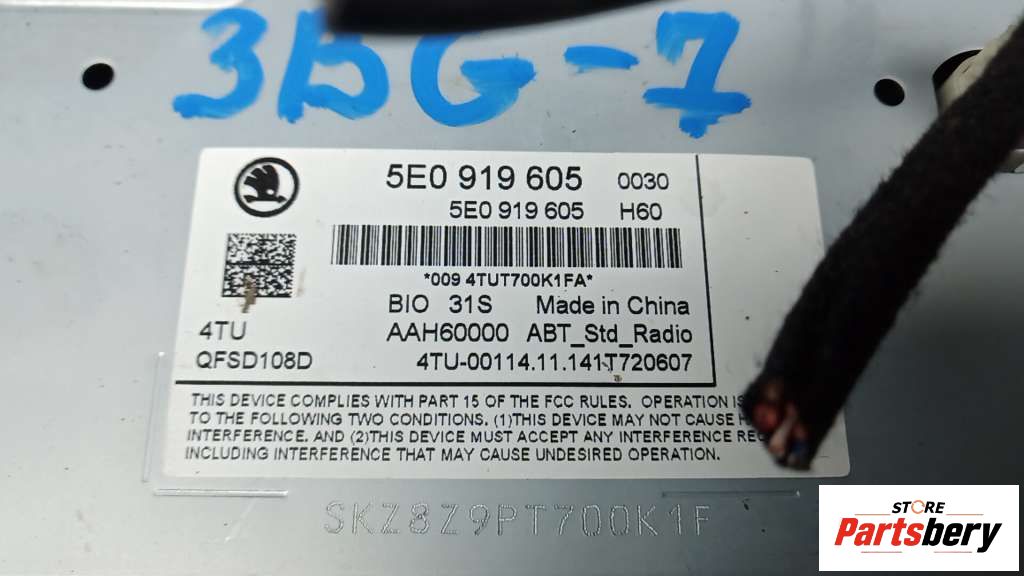 3BG-7
5E0 919 605 0030
5E0 919 605 H60
*009 4TUT700K1FA*
BIO 31S Made in China
4TU AAH60000 ABT_Std_Radio
QFSD108D 4TU-00114.11.141T720607
THIS DEVICE COMPLIES WITH PART 15 OF THE FCC RULES. OPERATION IS
TO THE FOLLOWING TWO CONDITIONS. (1)THIS DEVICE MAY NOT CAUSE
INTERFERENCE. AND (2)THIS DEVICE MUST ACCEPT ANY INTERFERENCE
INCLUDING INTERFERENCE THAT MAY CAUSE UNDESIRED OPERATION.
SKZ8Z9PT700K1F
STORE
Partsbery